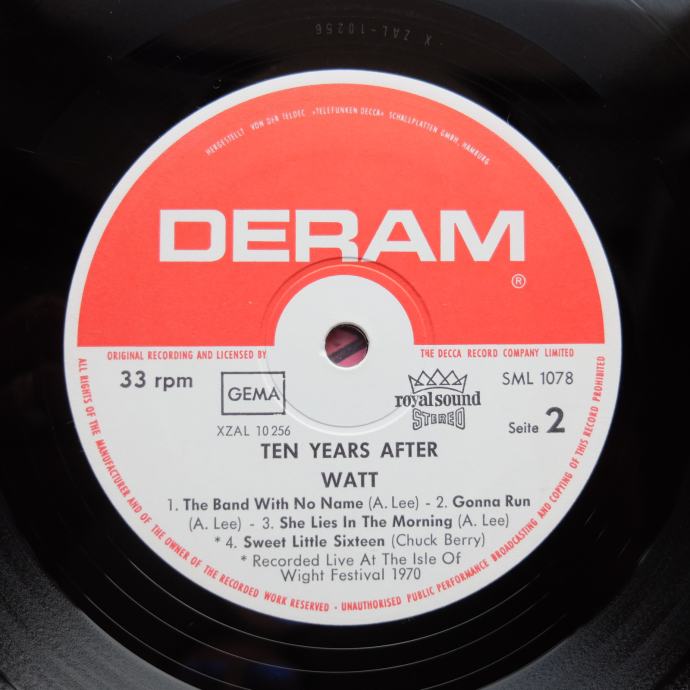 X ZAL-10256
HERGESTELLT VON DER TELDEC »TELEFUNKEN DECCA« SCHALLPLATTEN GMBH, HAMBURG
DERAM
®
ORIGINAL RECORDING AND LICENSED BY THE DECCA RECORD COMPANY LIMITED
33 rpm
GEMA
royalsound
STEREO
SML 1078
XZAL 10256
Seite 2
TEN YEARS AFTER
WATT
1. The Band With No Name (A. Lee) - 2. Gonna Run
(A. Lee) - 3. She Lies In The Morning (A. Lee)
* 4. Sweet Little Sixteen (Chuck Berry)
* Recorded Live At The Isle Of
Wight Festival 1970
ALL RIGHTS OF THE MANUFACTURER AND OF THE OWNER OF THE RECORDED WORK RESERVED - UNAUTHORISED PUBLIC PERFORMANCE BROADCASTING AND COPYING OF THIS RECORD PROHIBITED